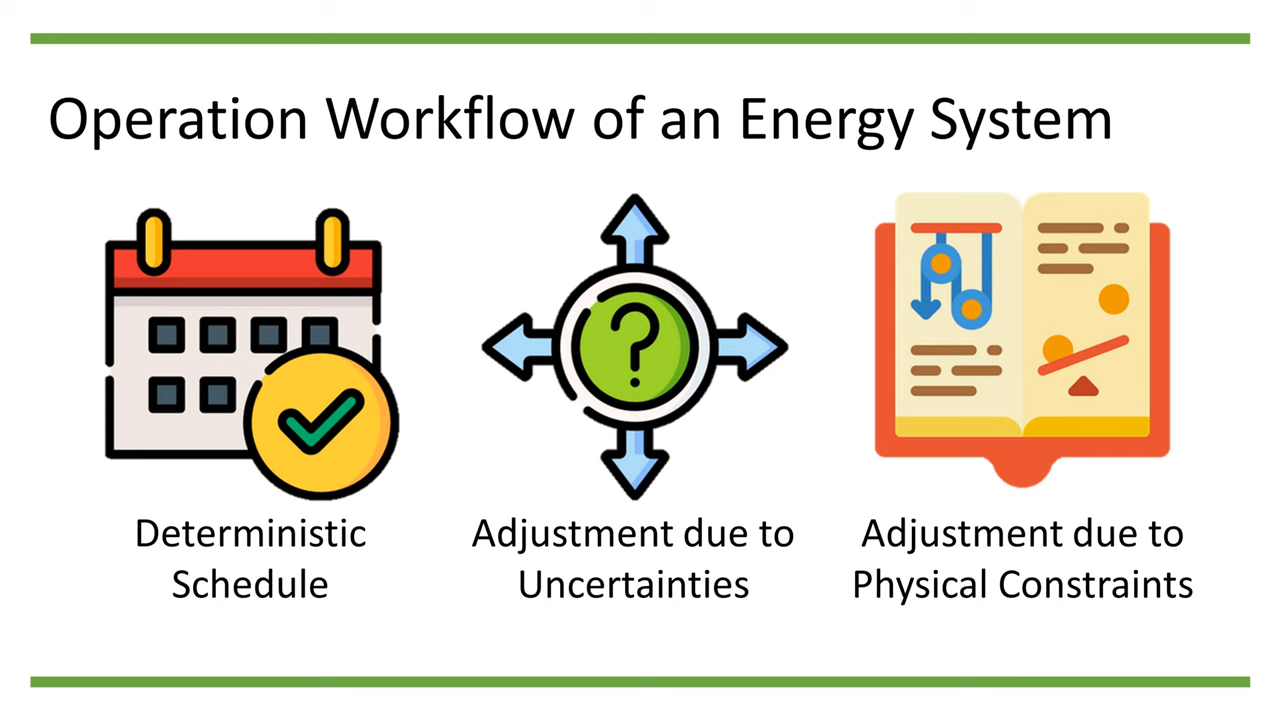 Operation Workflow of an Energy System
Deterministic
Schedule
Adjustment due to
Uncertainties
Adjustment due to
Physical Constraints